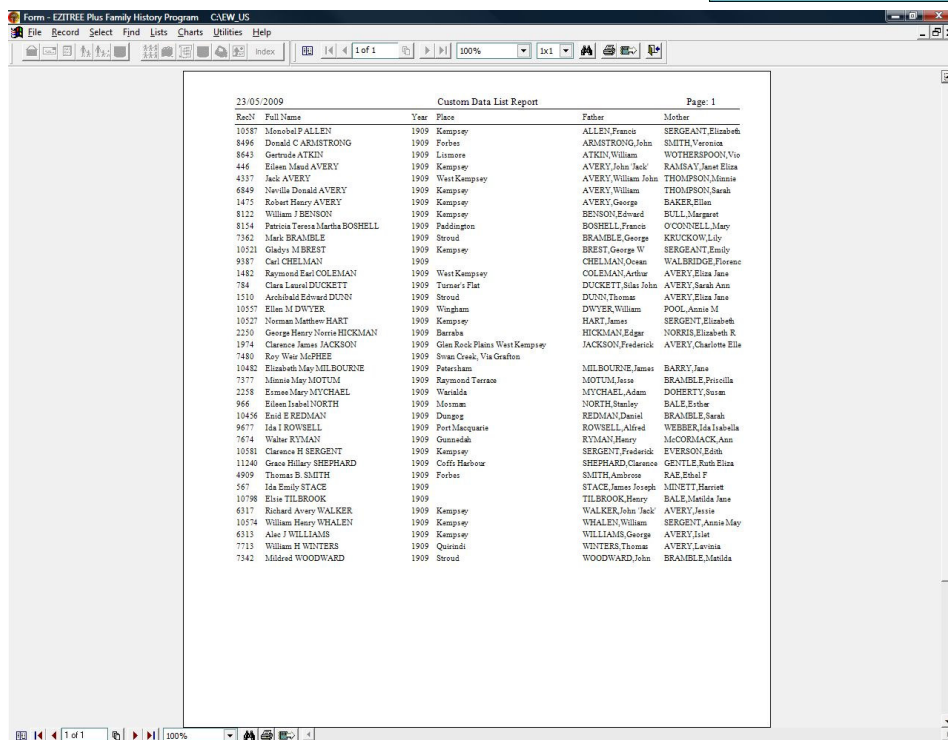 Form - EZITREE Plus Family History Program C:\EW_US
File Record Select Find Lists Charts Utilities Help
Index 1 of 1 100% 1x1
23/05/2009 Custom Data List Report Page: 1
RecN Full Name Year Place Father Mother
10587 Monobel P ALLEN 1909 Kempsey ALLEN,Francis SERGEANT,Elizabeth
8496 Donald C ARMSTRONG 1909 Forbes ARMSTRONG,John SMITH,Veronica
8643 Gertrude ATKIN 1909 Lismore ATKIN,William WOTHERSPOON,Vio
446 Eileen Maud AVERY 1909 Kempsey AVERY,John 'Jack' RAMSAY,Janet Eliza
4337 Jack AVERY 1909 West Kempsey AVERY,William John THOMPSON,Minnie
6849 Neville Donald AVERY 1909 Kempsey AVERY,William THOMPSON,Sarah
1475 Robert Henry AVERY 1909 Kempsey AVERY,George BAKER,Ellen
8122 William J BENSON 1909 Kempsey BENSON,Edward BULL,Margaret
8154 Patricia Teresa Martha BOSHELL 1909 Paddington BOSHELL,Francis O'CONNELL,Mary
7362 Mark BRAMBLE 1909 Stroud BRAMBLE,George KRUCKOW,Lily
10521 Gladys M BREST 1909 Kempsey BREST,George W SERGEANT,Emily
9387 Carl CHELMAN 1909 CHELMAN,Ocean WALBRIDGE,Florenc
1482 Raymond Earl COLEMAN 1909 West Kempsey COLEMAN,Arthur AVERY,Eliza Jane
784 Clara Laurel DUCKETT 1909 Turner's Flat DUCKETT,Silas John AVERY,Sarah Ann
1510 Archibald Edward DUNN 1909 Stroud DUNN,Thomas AVERY,Eliza Jane
10557 Ellen M DWYER 1909 Wingham DWYER,William POOL,Annie M
10527 Norman Matthew HART 1909 Kempsey HART,James SERGENT,Elizabeth
2250 George Henry Norrie HICKMAN 1909 Barraba HICKMAN,Edgar NORRIS,Elizabeth R
1974 Clarence James JACKSON 1909 Glen Rock Plains West Kempsey JACKSON,Frederick AVERY,Charlotte Elle
7480 Roy Weir McPHEE 1909 Swan Creek, Via Grafton
10482 Elizabeth May MILBOURNE 1909 Petersham MILBOURNE,James BARRY,Jane
7377 Minnie May MOTUM 1909 Raymond Terrace MOTUM,Jesse BRAMBLE,Priscilla
2258 Esmee Mary MYCHAEL 1909 Warialda MYCHAEL,Adam DOHERTY,Susan
966 Eileen Isabel NORTH 1909 Mosman NORTH,Stanley BALE,Esther
10456 Enid E REDMAN 1909 Dungog REDMAN,Daniel BRAMBLE,Sarah
9677 Ida I ROWSELL 1909 Port Macquarie ROWSELL,Alfred WEBBER,Ida Isabella
7674 Walter RYMAN 1909 Gunnedah RYMAN,Henry McCORMACK,Ann
10581 Clarence H SERGENT 1909 Kempsey SERGENT,Frederick EVERSON,Edith
11240 Grace Hillary SHEPHARD 1909 Coffs Harbour SHEPHARD,Clarence GENTLE,Ruth Eliza
4909 Thomas B. SMITH 1909 Forbes SMITH,Ambrose RAE,Ethel F
567 Ida Emily STACE 1909 STACE,James Joseph MINETT,Harriett
10798 Elsie TILBROOK 1909 TILBROOK,Henry BALE,Matilda Jane
6317 Richard Avery WALKER 1909 Kempsey WALKER,John 'Jack' AVERY,Jessie
10574 William Henry WHALEN 1909 Kempsey WHALEN,William SERGENT,Annie May
6313 Alec J WILLIAMS 1909 Kempsey WILLIAMS,George AVERY,Islet
7713 William H WINTERS 1909 Quirindi WINTERS,Thomas AVERY,Lavinia
7342 Mildred WOODWARD 1909 Stroud WOODWARD,John BRAMBLE,Matilda
1 of 1 100%